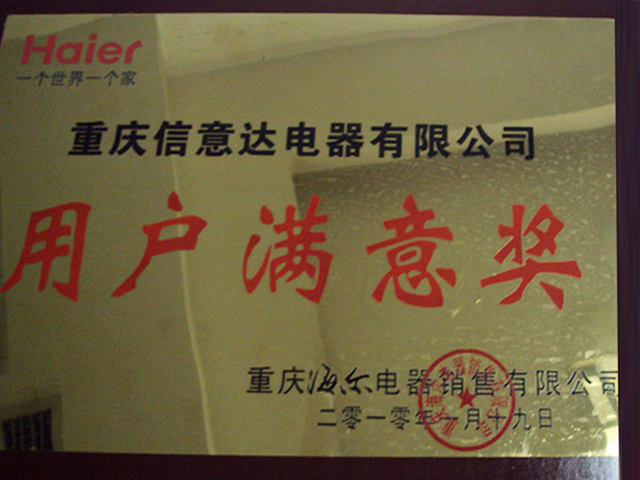 Haier
一个世界一个家
重庆信意达电器有限公司
用户满意奖
重庆海尔电器销售有限公司
二零一零年一月十九日